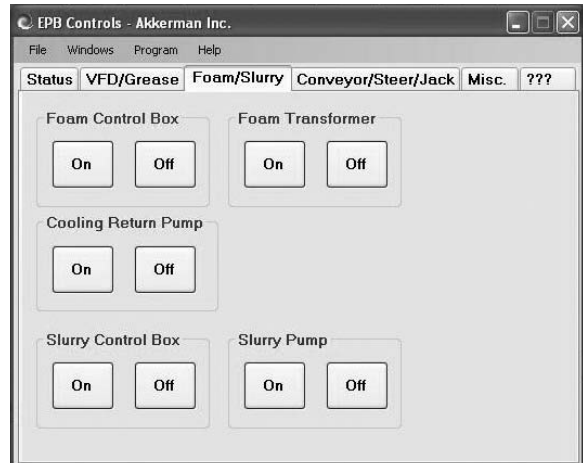 EPB Controls - Akkerman Inc.
File Windows Program Help
Status VFD/Grease Foam/Slurry Conveyor/Steer/Jack Misc. ???
Foam Control Box Foam Transformer
On Off On Off
Cooling Return Pump
On Off
Slurry Control Box Slurry Pump
On Off On Off